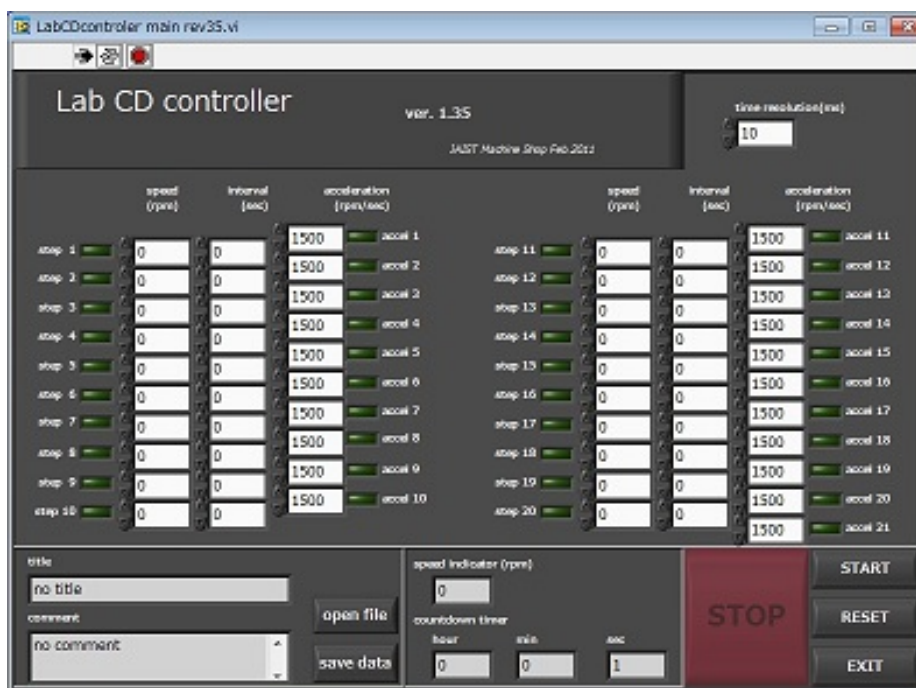 LabCDcontroler main rev35.vi
Lab CD controller
ver. 1.35
JAIST Machine Shop Feb.2011
time resolution(ms)
10
speed (rpm)
interval (sec)
acceleration (rpm/sec)
1500 accel 1
step 1 0 0
1500 accel 2
step 2 0 0
1500 accel 3
step 3 0 0
1500 accel 4
step 4 0 0
1500 accel 5
step 5 0 0
1500 accel 6
step 6 0 0
1500 accel 7
step 7 0 0
1500 accel 8
step 8 0 0
1500 accel 9
step 9 0 0
1500 accel 10
step 10 0 0
speed (rpm)
interval (sec)
acceleration (rpm/sec)
1500 accel 11
step 11 0 0
1500 accel 12
step 12 0 0
1500 accel 13
step 13 0 0
1500 accel 14
step 14 0 0
1500 accel 15
step 15 0 0
1500 accel 16
step 16 0 0
1500 accel 17
step 17 0 0
1500 accel 18
step 18 0 0
1500 accel 19
step 19 0 0
1500 accel 20
step 20 0 0
1500 accel 21
title
no title
comment
no comment
open file
save data
speed indicator (rpm)
0
countdown timer
hour min sec
0 0 1
STOP
START
RESET
EXIT